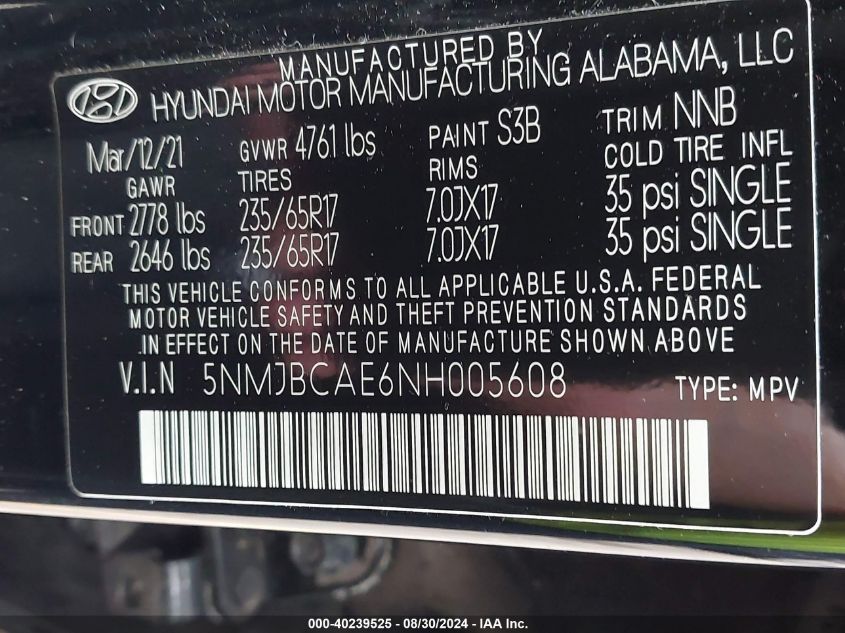 MANUFACTURED BY
HYUNDAI MOTOR MANUFACTURING ALABAMA, LLC
Mar/12/21 GVWR 4761 lbs PAINT S3B TRIM NNB
GAWR TIRES RIMS COLD TIRE INFL
FRONT 2778 lbs 235/65R17 7.0JX17 35 psi SINGLE
REAR 2646 lbs 235/65R17 7.0JX17 35 psi SINGLE
THIS VEHICLE CONFORMS TO ALL APPLICABLE U.S.A. FEDERAL
MOTOR VEHICLE SAFETY AND THEFT PREVENTION STANDARDS
IN EFFECT ON THE DATE OF MANUFACTURE SHOWN ABOVE
V.I.N 5NMJBCAE6NH005608 TYPE: MPV
000-40239525 - 08/30/2024 - IAA Inc.